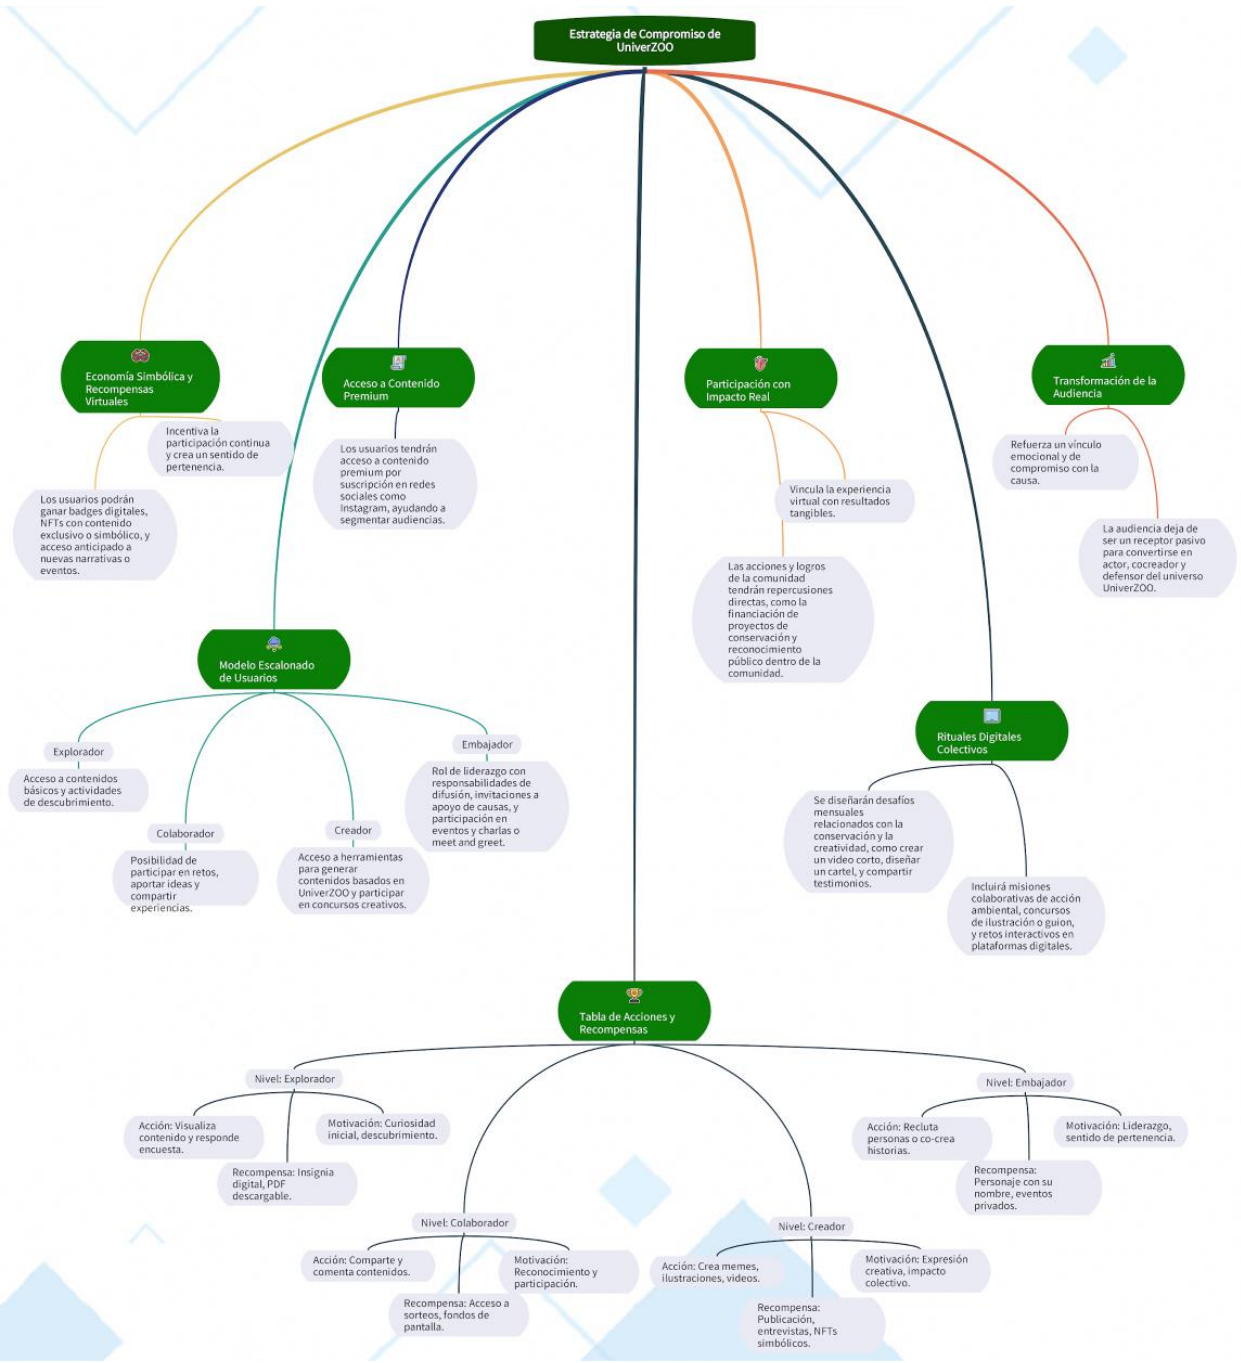 Estrategia de Compromiso de
UniverZOO
Economía Simbólica y
Recompensas
Virtuales
Incentiva la
participación continua
y crea un sentido de
pertenencia.
Los usuarios podrán
ganar badges digitales,
NFTs con contenido
exclusivo o simbólico, y
acceso anticipado a
nuevas narrativas o
eventos.
Acceso a Contenido
Premium
Los usuarios tendrán
acceso a contenido
premium por
suscripción en redes
sociales como
Instagram, ayudando a
segmentar audiencias.
Participación con
Impacto Real
Vincula la experiencia
virtual con resultados
tangibles.
Las acciones y logros
de la comunidad
tendrán repercusiones
directas, como la
financiación de
proyectos de
conservación y
reconocimiento
público dentro de la
comunidad.
Transformación de la
Audiencia
Refuerza un vínculo
emocional y de
compromiso con la
causa.
La audiencia deja de
ser un receptor pasivo
para convertirse en
actor, cocreador y
defensor del universo
UniverZOO.
Modelo Escalonado
de Usuarios
Explorador
Acceso a contenidos
básicos y actividades
de descubrimiento.
Colaborador
Posibilidad de
participar en retos,
aportar ideas y
compartir
experiencias.
Creador
Acceso a herramientas
para generar
contenidos basados en
UniverZOO y participar
en concursos creativos.
Embajador
Rol de liderazgo con
responsabilidades de
difusión, invitaciones a
apoyo de causas, y
participación en
eventos y charlas o
meet and greet.
Rituales Digitales
Colectivos
Se diseñarán desafíos
mensuales
relacionados con la
conservación y la
creatividad, como crear
un video corto, diseñar
un cartel, y compartir
testimonios.
Incluirá misiones
colaborativas de acción
ambiental, concursos
de ilustración o guion,
y retos interactivos en
plataformas digitales.
Tabla de Acciones y
Recompensas
Nivel: Explorador
Acción: Visualiza
contenido y responde
encuesta.
Recompensa: Insignia
digital, PDF
descargable.
Motivación: Curiosidad
inicial, descubrimiento.
Nivel: Colaborador
Acción: Comparte y
comenta contenidos.
Recompensa: Acceso a
sorteos, fondos de
pantalla.
Motivación:
Reconocimiento y
participación.
Nivel: Creador
Acción: Crea memes,
ilustraciones, videos.
Recompensa:
Publicación,
entrevistas, NFTs
simbólicos.
Motivación: Expresión
creativa, impacto
colectivo.
Nivel: Embajador
Acción: Recluta
personas o co-crea
historias.
Recompensa:
Personaje con su
nombre, eventos
privados.
Motivación: Liderazgo,
sentido de pertenencia.